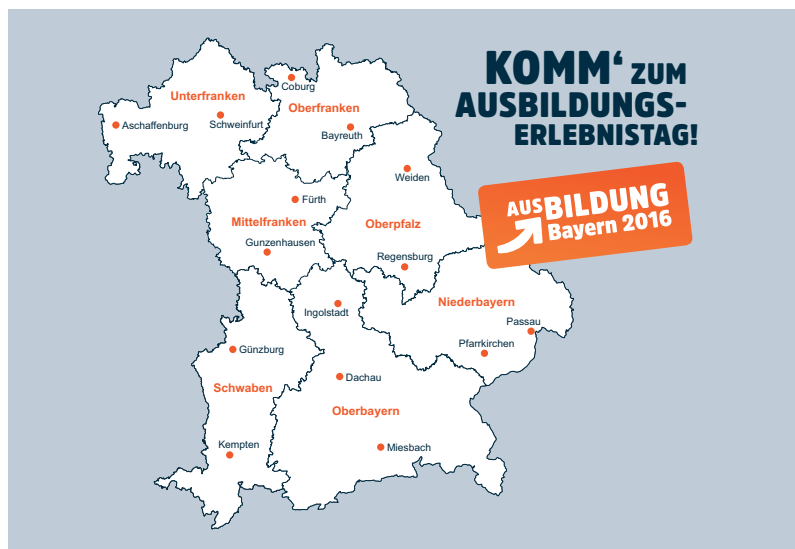 KOMM‘ ZUM
AUSBILDUNGS-
ERLEBNISTAG!
AUSBILDUNG
Bayern 2016
Coburg
Unterfranken
Oberfranken
Aschaffenburg
Schweinfurt
Bayreuth
Weiden
Fürth
Mittelfranken
Oberpfalz
Gunzenhausen
Regensburg
Niederbayern
Ingolstadt
Passau
Günzburg
Pfarrkirchen
Dachau
Schwaben
Oberbayern
Kempten
Miesbach